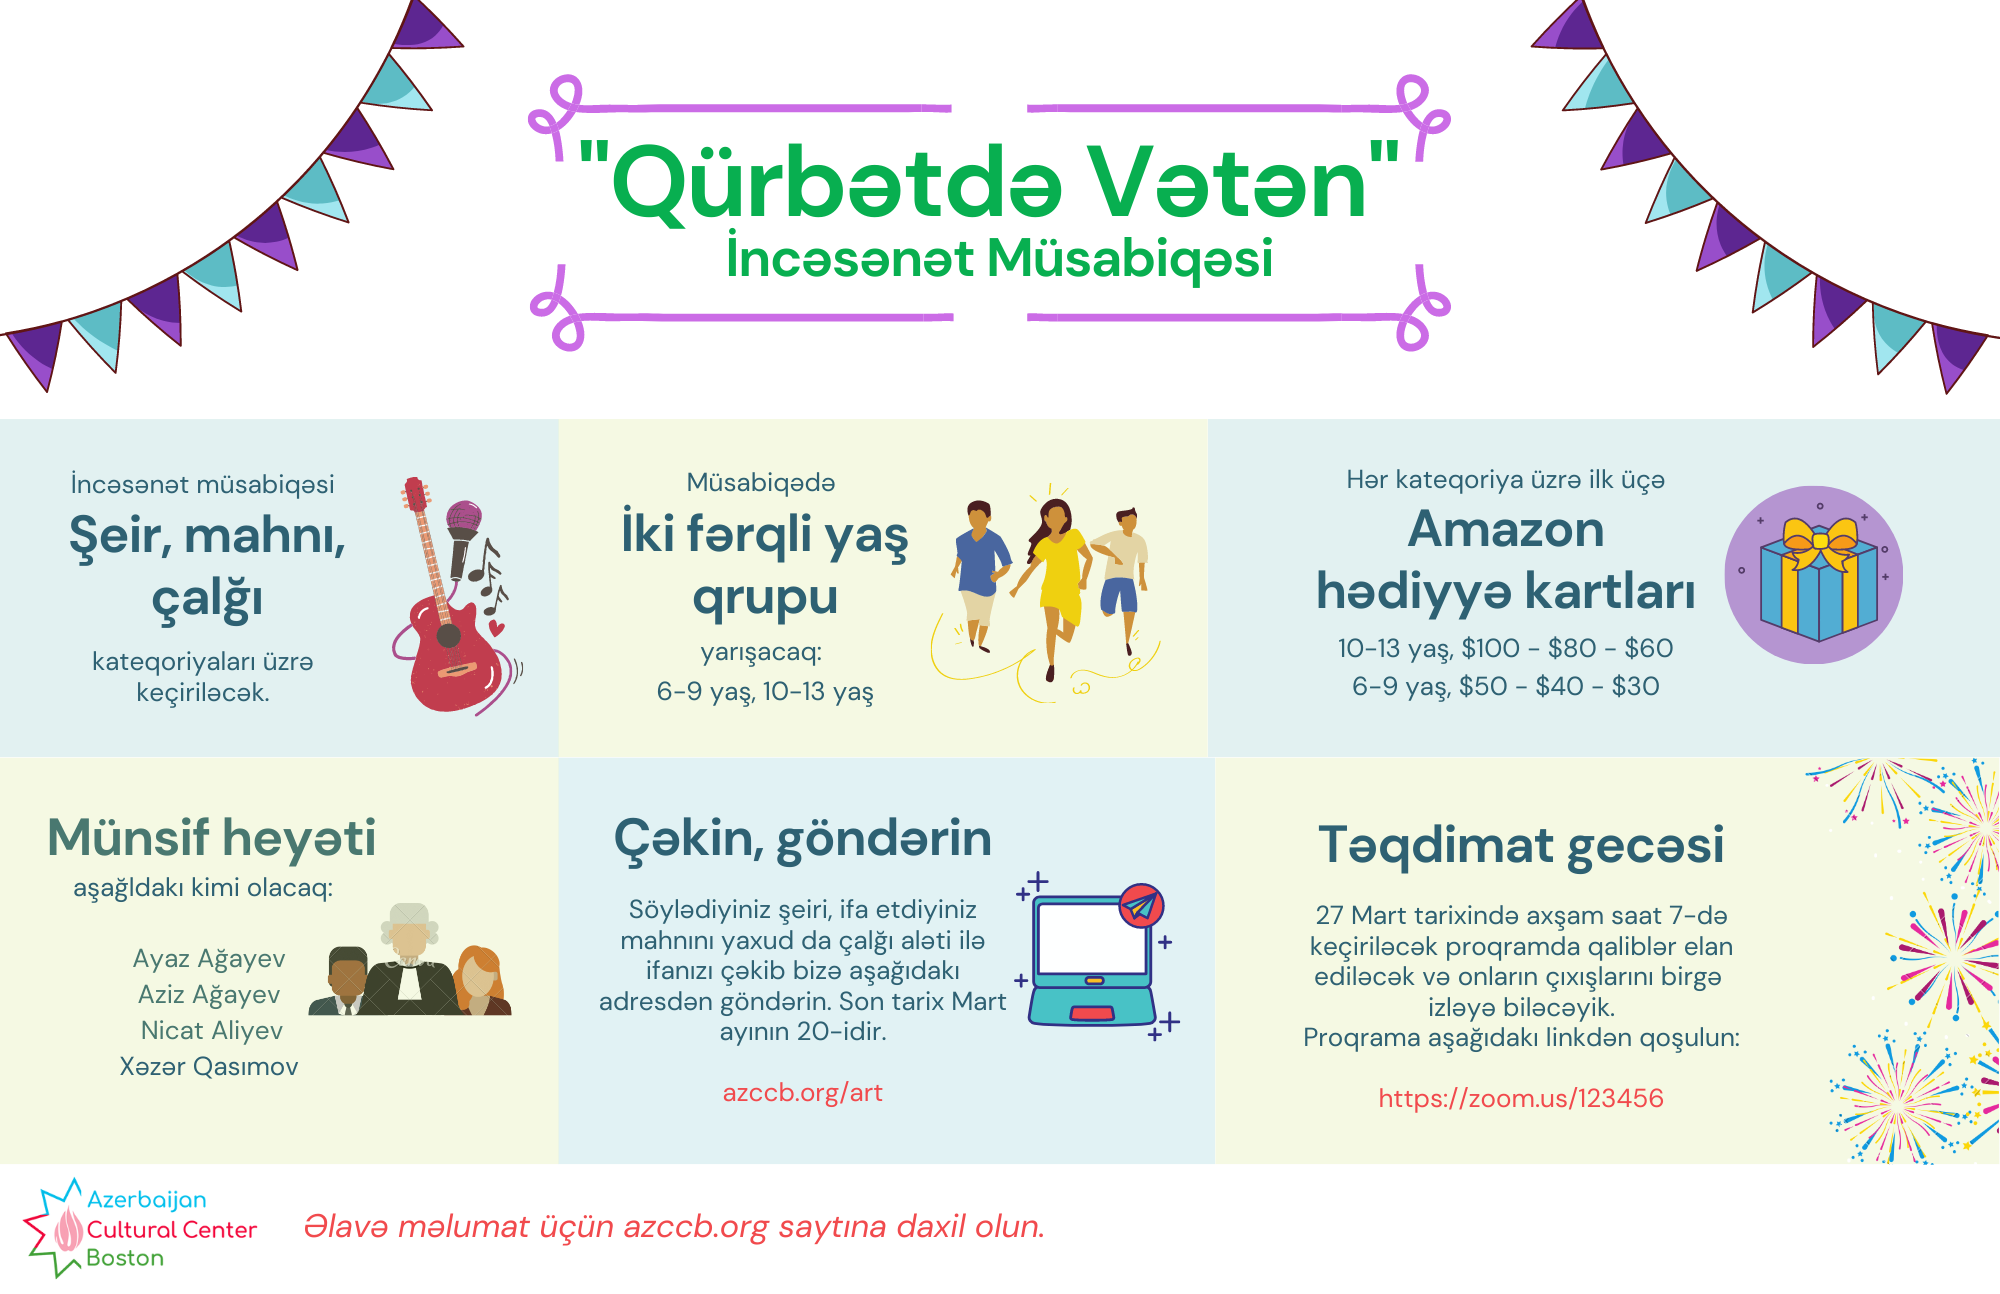 "Qürbətdə Vətən"
İncəsənət Müsabiqəsi
İncəsənət müsabiqəsi
Şeir, mahnı,
çalğı
kateqoriyaları üzrə
keçiriləcək.
Müsabiqədə
İki fərqli yaş
qrupu
yarışacaq:
6-9 yaş, 10-13 yaş
Hər kateqoriya üzrə ilk üçə
Amazon
hədiyyə kartları
10-13 yaş, $100 - $80 - $60
6-9 yaş, $50 - $40 - $30
Münsif heyəti
aşağldakı kimi olacaq:
Ayaz Ağayev
Aziz Ağayev
Nicat Aliyev
Xəzər Qasımov
Çəkin, göndərin
Söylədiyiniz şeiri, ifa etdiyiniz
mahnını yaxud da çalğı aləti ilə
ifanızı çəkib bizə aşağıdakı
adresdən göndərin. Son tarix Mart
ayının 20-idir.
azccb.org/art
Təqdimat gecəsi
27 Mart tarixində axşam saat 7-də
keçiriləcək proqramda qaliblər elan
ediləcək və onların çıxışlarını birgə
izləyə biləcəyik.
Proqrama aşağıdakı linkdən qoşulun:
https://zoom.us/123456
Azerbaijan
Cultural Center
Boston
Əlavə məlumat üçün azccb.org saytına daxil olun.